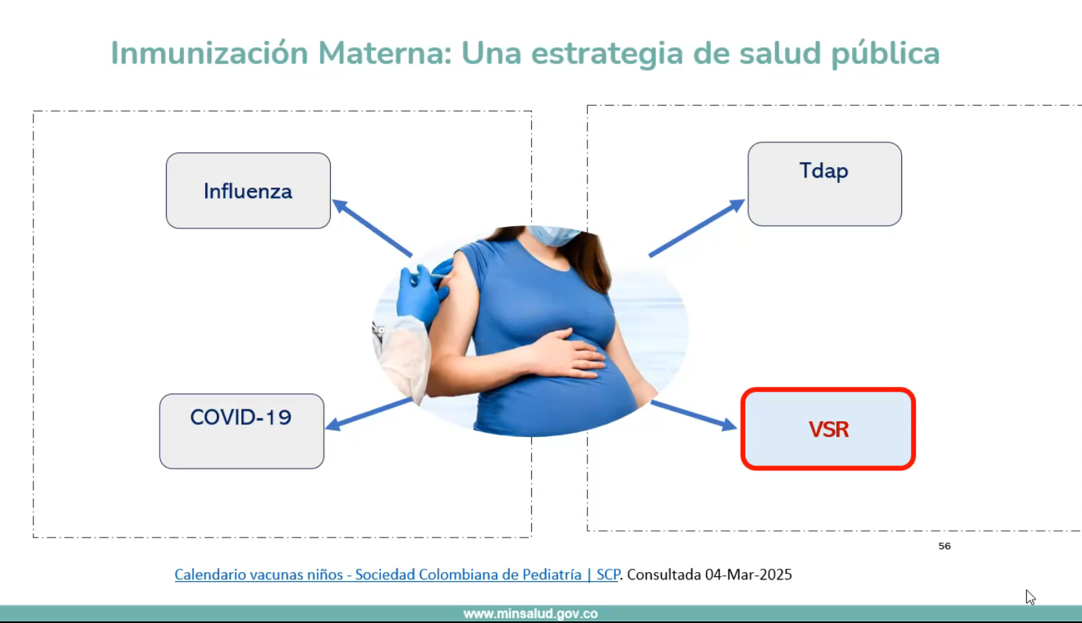 Inmunización Materna: Una estrategia de salud pública
Influenza
Tdap
COVID-19
VSR
56
Calendario vacunas niños - Sociedad Colombiana de Pediatría | SCP. Consultada 04-Mar-2025
www.minsalud.gov.co